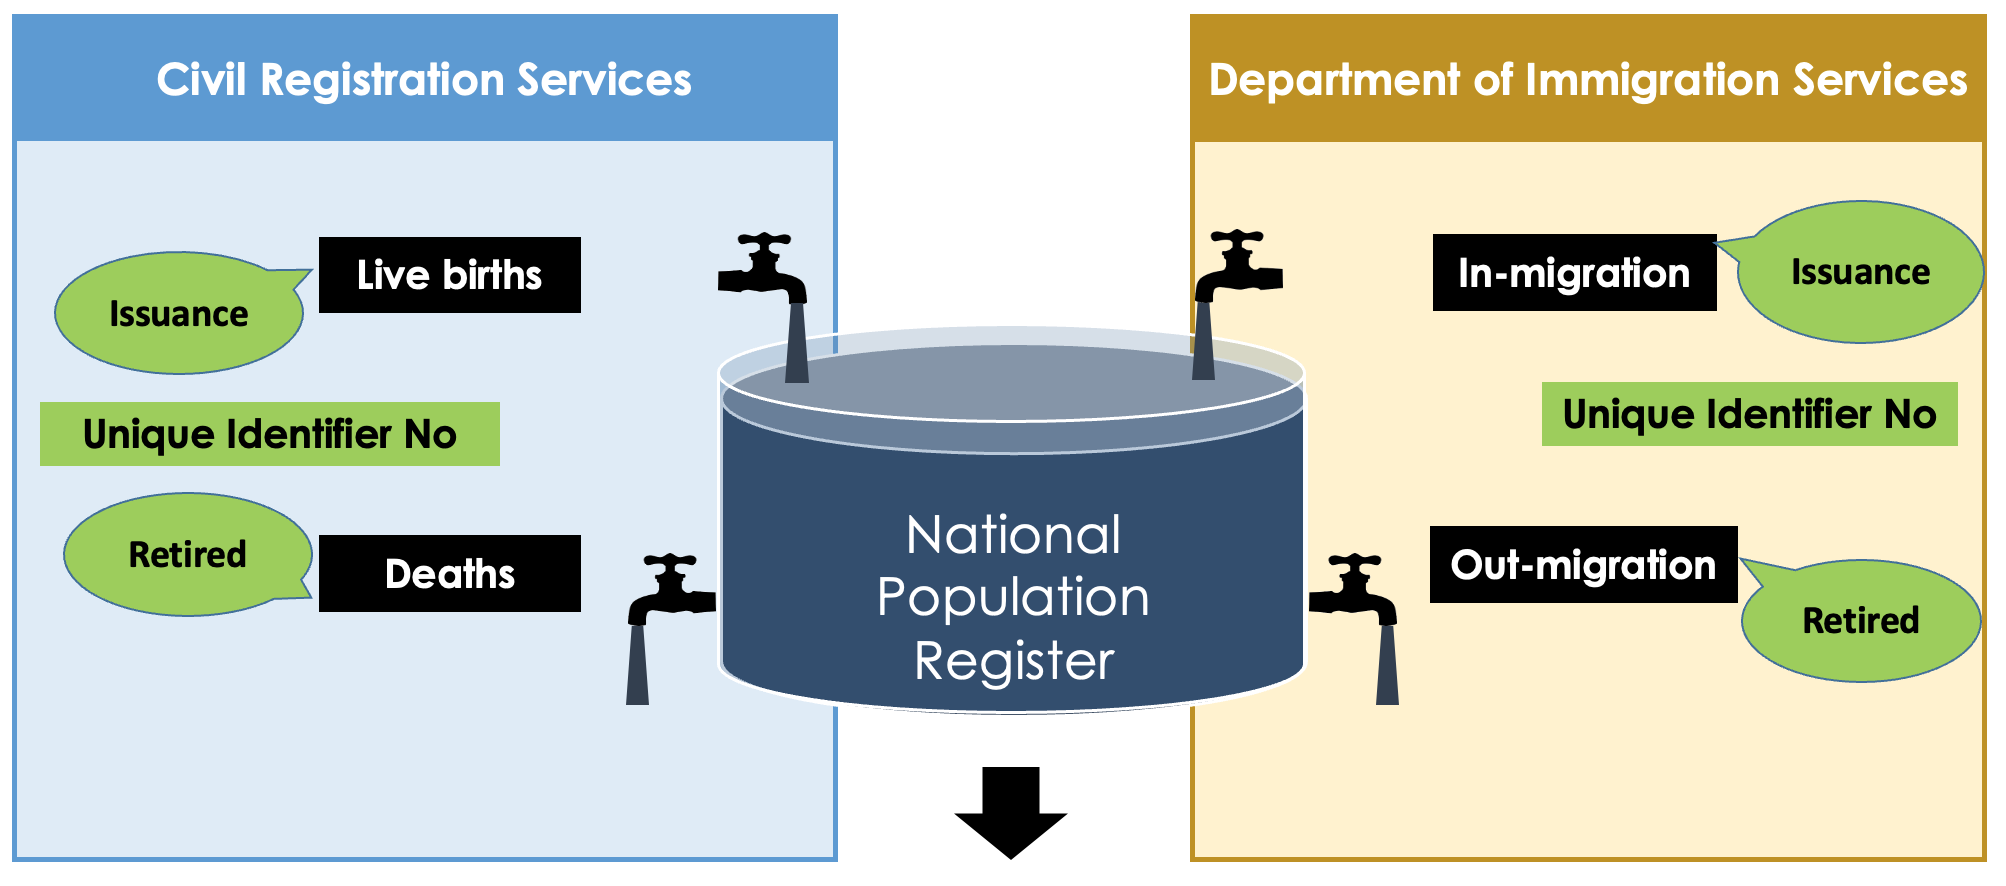 Civil Registration Services
Department of Immigration Services
Live births
Issuance
Unique Identifier No
Retired
Deaths
National
Population
Register
In-migration
Issuance
Unique Identifier No
Out-migration
Retired